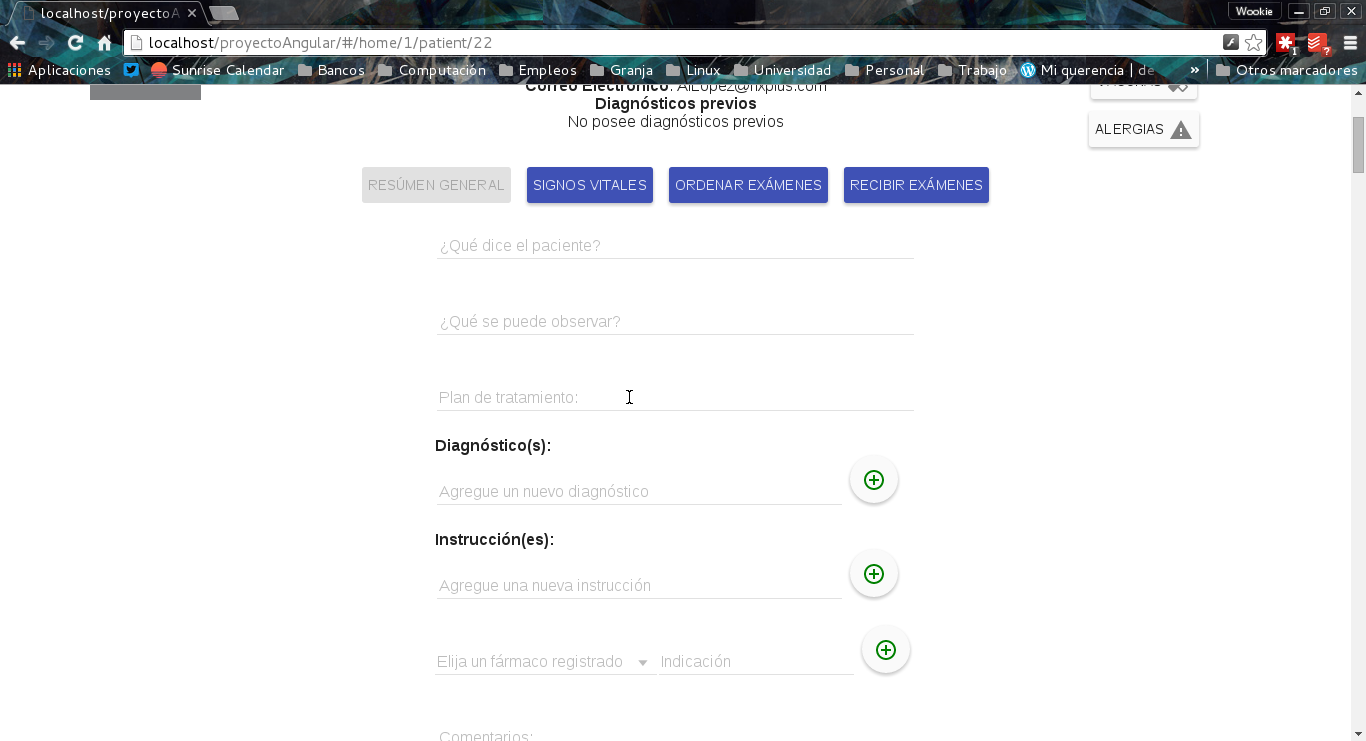 localhost/proyectoA
Wookie
localhost/proyectoAngular/#/home/1/patient/22
Aplicaciones Sunrise Calendar Bancos Computación Empleos Granja Linux Universidad Personal Trabajo Mi querencia | de » Otros marcadores
Correo Electrónico: AlLopez@nxplus.com
Diagnósticos previos
No posee diagnósticos previos
VACUNAS
ALERGIAS
RESÚMEN GENERAL SIGNOS VITALES ORDENAR EXÁMENES RECIBIR EXÁMENES
¿Qué dice el paciente?
¿Qué se puede observar?
Plan de tratamiento:
Diagnóstico(s):
Agregue un nuevo diagnóstico
Instrucción(es):
Agregue una nueva instrucción
Elija un fármaco registrado Indicación
Comentarios: